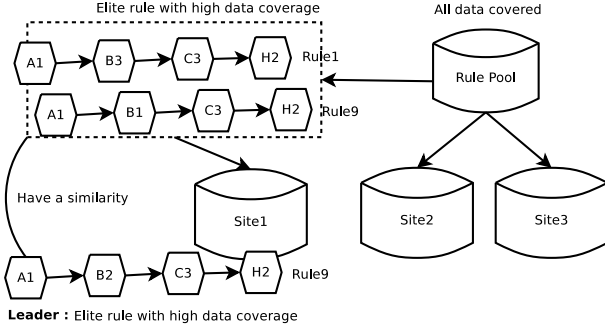 Elite rule with high data coverage
All data covered
A1 B3 C3 H2 Rule1
Rule Pool
A1 B1 C3 H2 Rule9
Have a similarity
Site1
Site2
Site3
A1 B2 C3 H2 Rule9
Leader : Elite rule with high data coverage